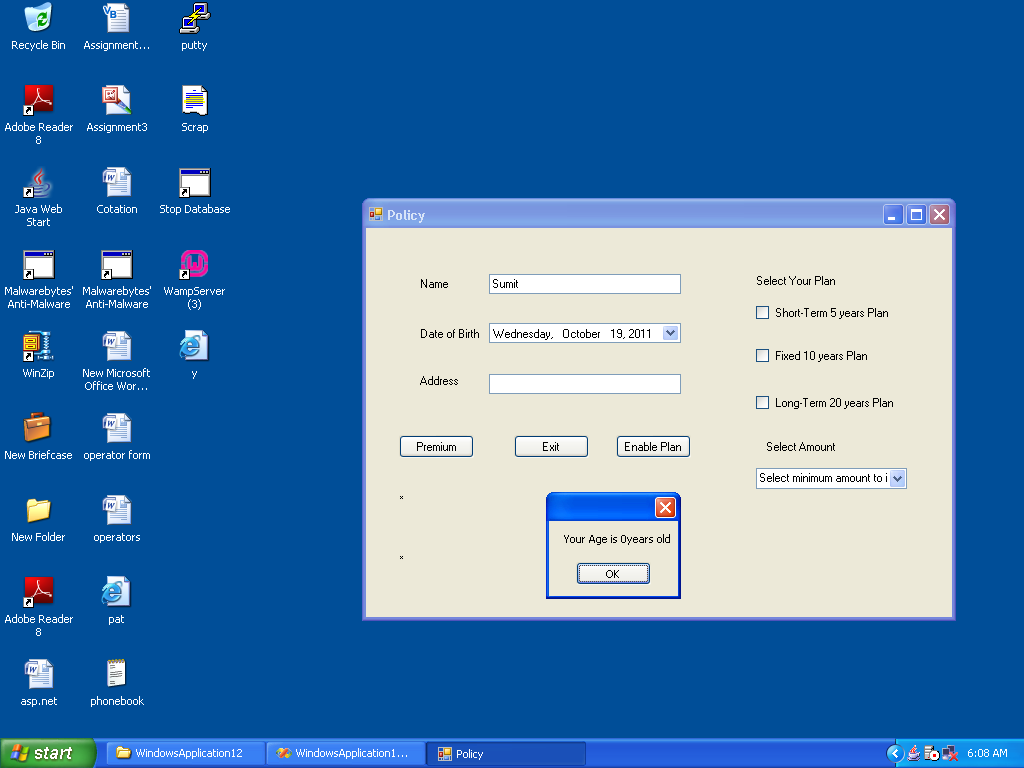 Recycle Bin
Assignment...
putty
Adobe Reader
8
Assignment3
Scrap
Java Web
Start
Cotation
Stop Database
Malwarebytes'
Anti-Malware
Malwarebytes'
Anti-Malware
WampServer
(3)
WinZip
New Microsoft
Office Wor...
y
New Briefcase
operator form
New Folder
operators
Adobe Reader
8
pat
asp.net
phonebook
Policy
Name
Sumit
Date of Birth
Wednesday, October 19, 2011
Address
Premium
Exit
Enable Plan
Select Your Plan
Short-Term 5 years Plan
Fixed 10 years Plan
Long-Term 20 years Plan
Select Amount
Select minimum amount to i
*
*
Your Age is 0years old
OK
start
WindowsApplication12
WindowsApplication1...
Policy
6:08 AM